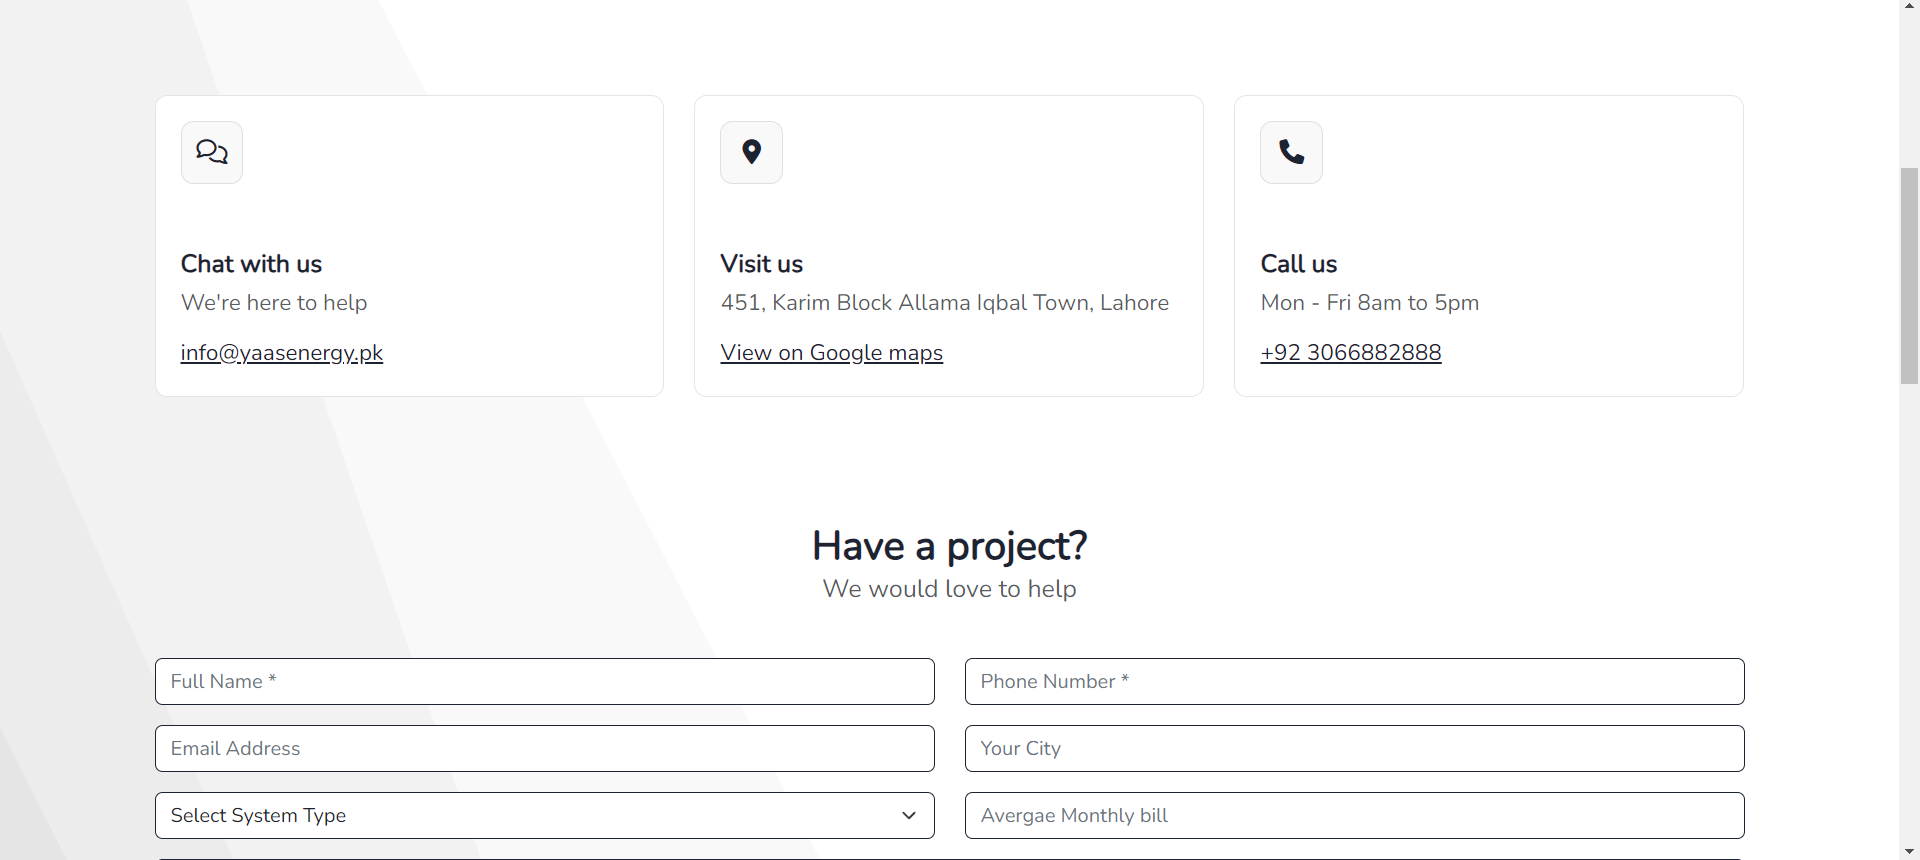 Chat with us
We're here to help
info@yaasenergy.pk
Visit us
451, Karim Block Allama Iqbal Town, Lahore
View on Google maps
Call us
Mon - Fri 8am to 5pm
+92 3066882888
Have a project?
We would love to help
Full Name *
Phone Number *
Email Address
Your City
Select System Type
Avergae Monthly bill